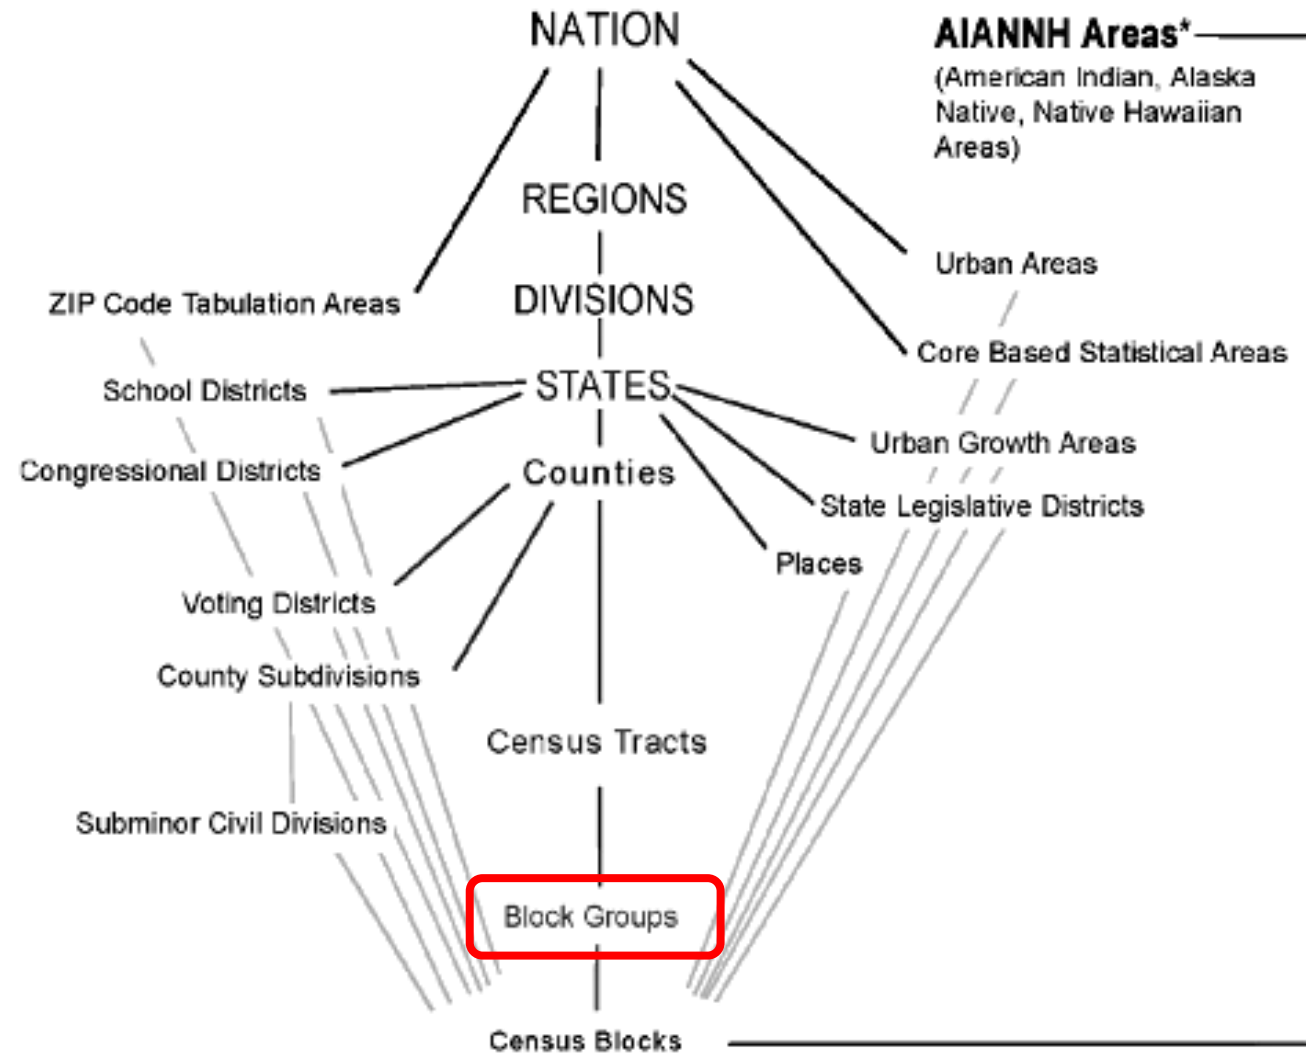 NATION
AIANNH Areas*
(American Indian, Alaska
Native, Native Hawaiian
Areas)
REGIONS
Urban Areas
ZIP Code Tabulation Areas
DIVISIONS
Core Based Statistical Areas
School Districts
STATES
Urban Growth Areas
Congressional Districts
Counties
State Legislative Districts
Places
Voting Districts
County Subdivisions
Census Tracts
Subminor Civil Divisions
Block Groups
Census Blocks